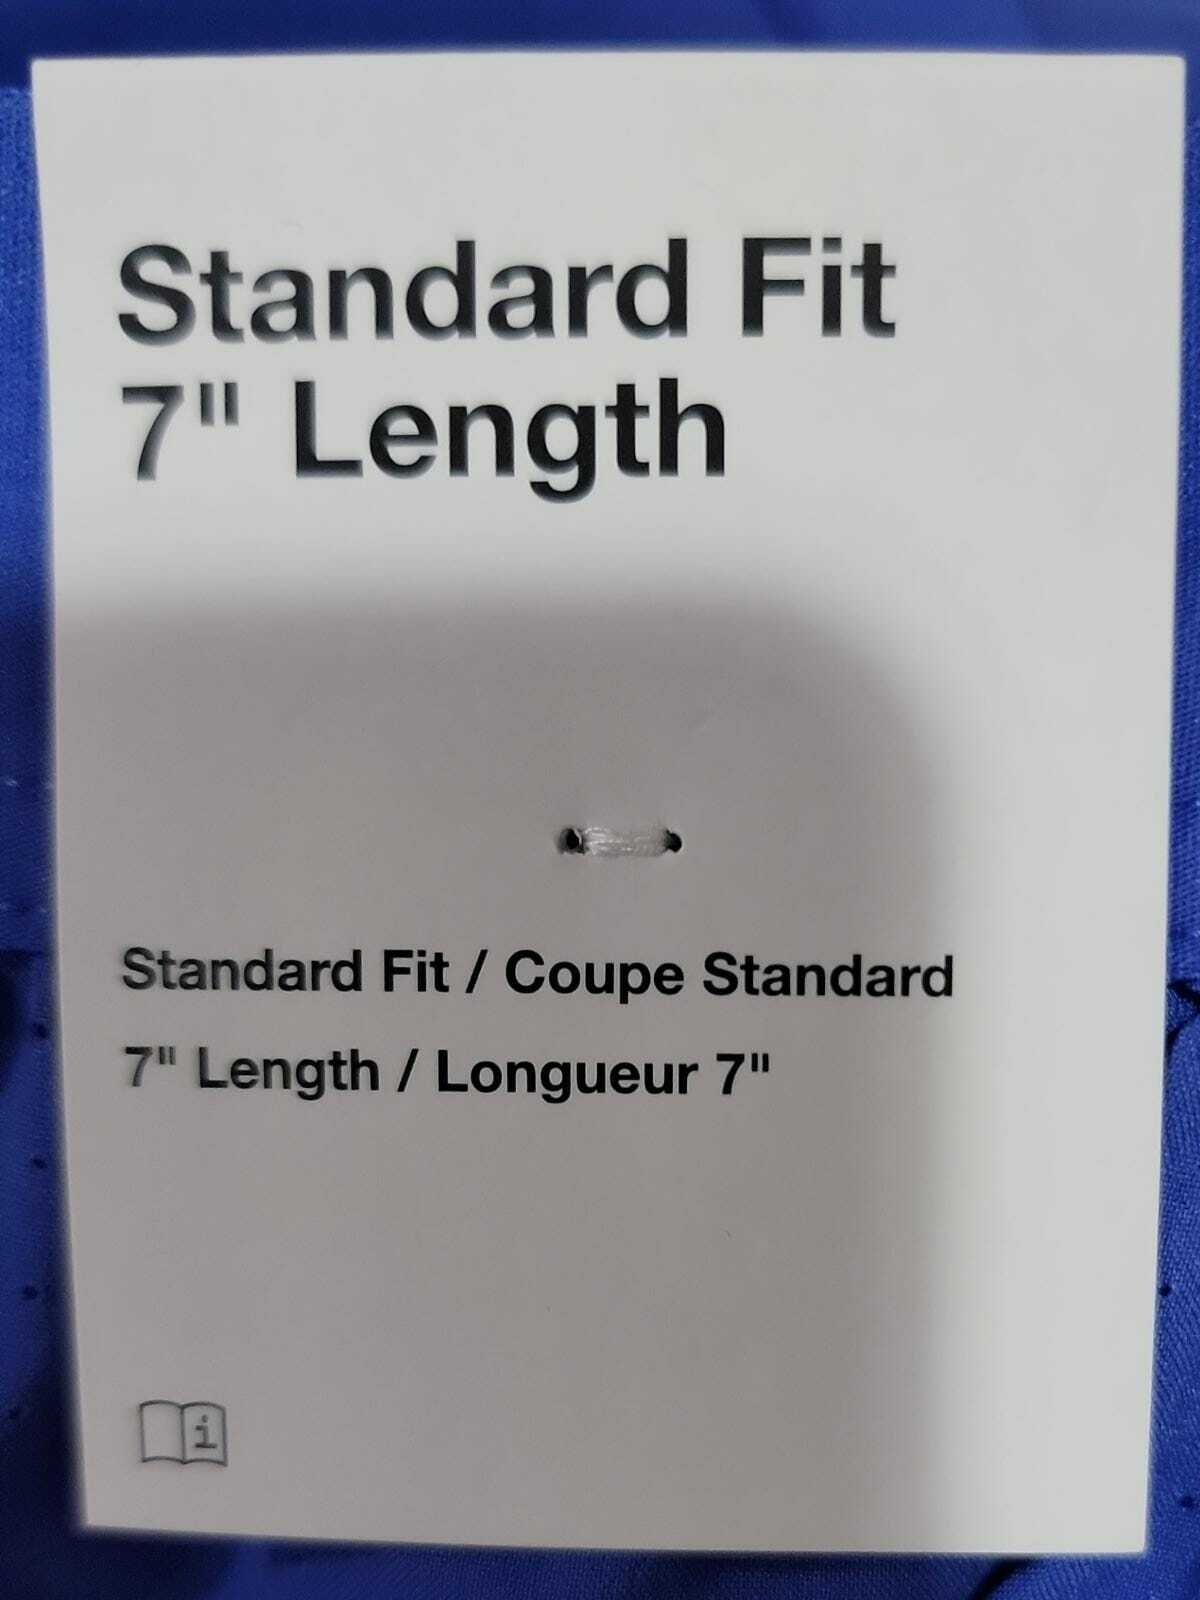 Standard Fit
7" Length
Standard Fit / Coupe Standard
7" Length / Longueur 7"
i